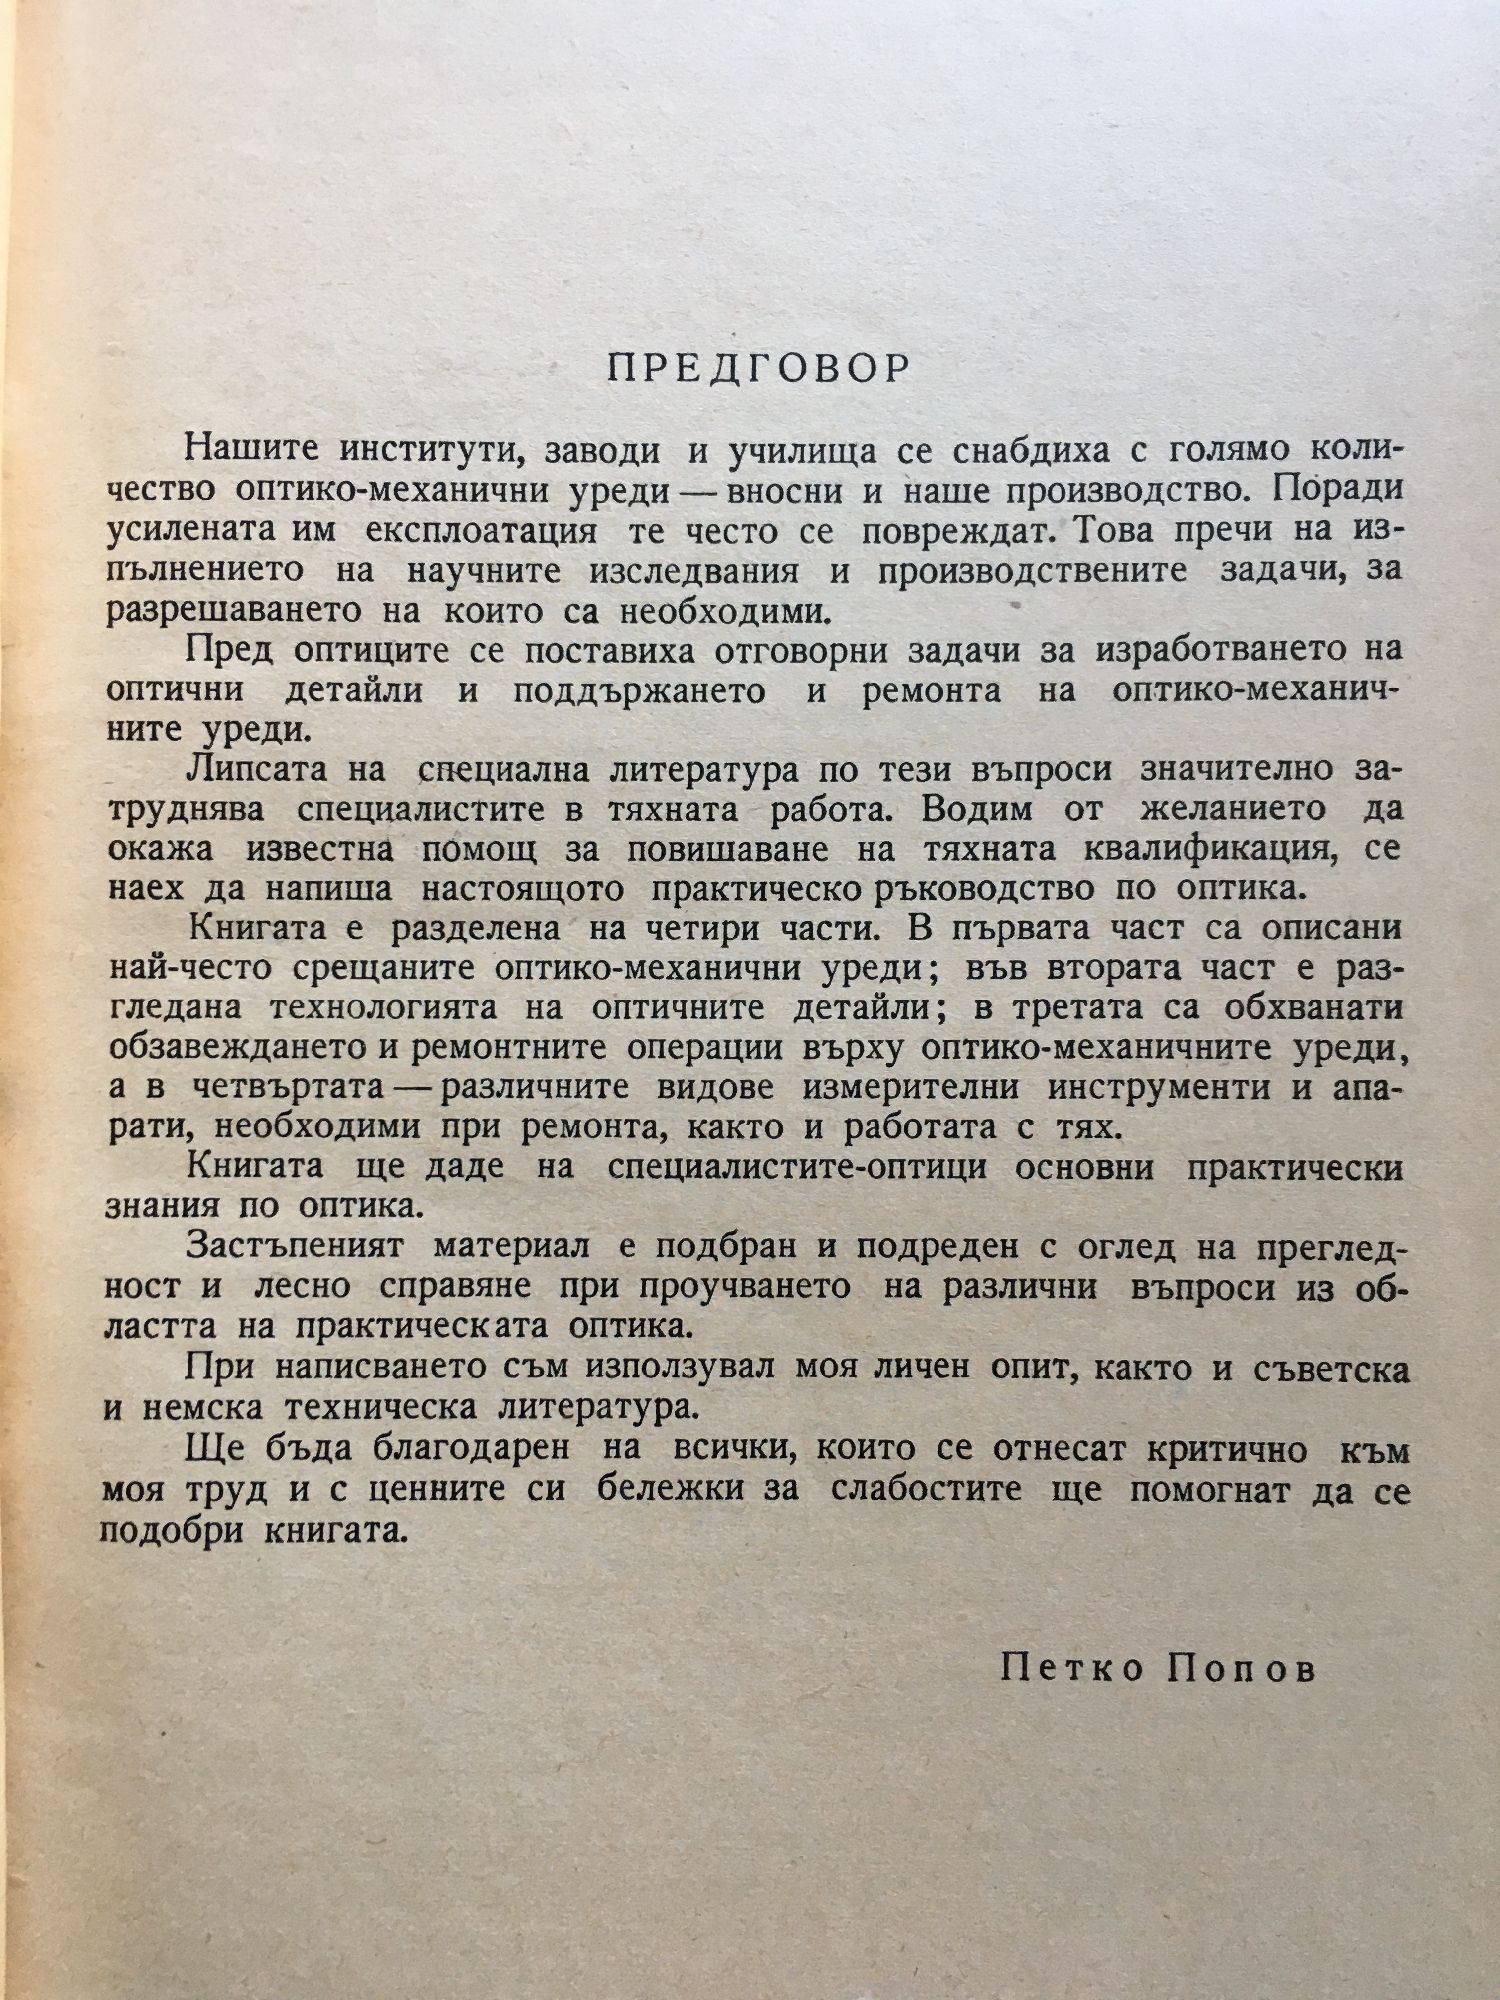 ПРЕДГОВОР
Нашите институти, заводи и училища се снабдиха с голямо коли-
чество оптико-механични уреди — вносни и наше производство. Поради
усилената им експлоатация те често се повреждат. Това пречи на из-
пълнението на научните изследвания и производствените задачи, за
разрешаването на които са необходими.
Пред оптиците се поставиха отговорни задачи за изработването на
оптични детайли и поддържането и ремонта на оптико-механич-
ните уреди.
Липсата на специална литература по тези въпроси значително за-
труднява специалистите в тяхната работа. Водим от желанието да
окажа известна помощ за повишаване на тяхната квалификация, се
наех да напиша настоящото практическо ръководство по оптика.
Книгата е разделена на четири части. В първата част са описани
най-често срещаните оптико-механични уреди; във втората част е раз-
гледана технологията на оптичните детайли; в третата са обхванати
обзавеждането и ремонтните операции върху оптико-механичните уреди,
а в четвъртата — различните видове измерителни инструменти и апа-
рати, необходими при ремонта, както и работата с тях.
Книгата ще даде на специалистите-оптици основни практически
знания по оптика.
Застъпеният материал е подбран и подреден с оглед на преглед-
ност и лесно справяне при проучването на различни въпроси из об-
ластта на практическата оптика.
При написването съм използувал моя личен опит, както и съветска
и немска техническа литература.
Ще бъда благодарен на всички, които се отнесат критично към
моя труд и с ценните си бележки за слабостите ще помогнат да се
подобри книгата.
Петко Попов